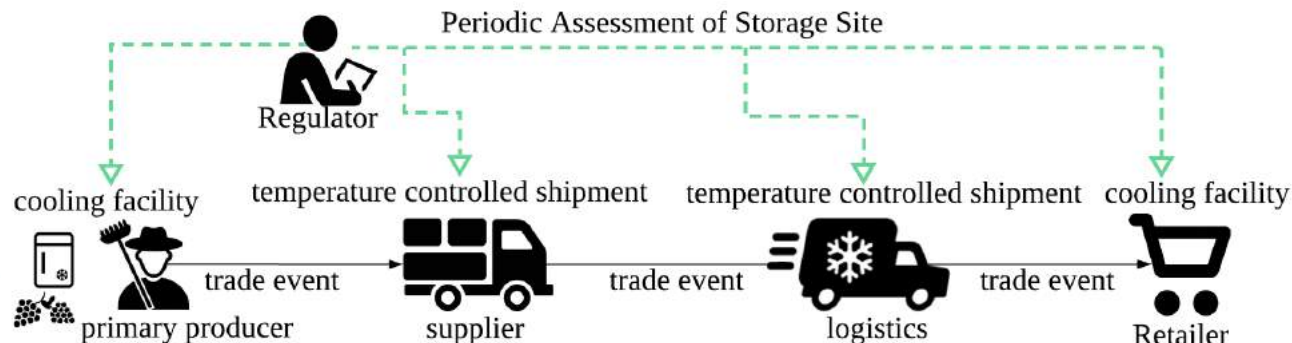 Periodic Assessment of Storage Site
Regulator
cooling facility
temperature controlled shipment
temperature controlled shipment
cooling facility
trade event
trade event
trade event
primary producer
supplier
logistics
Retailer